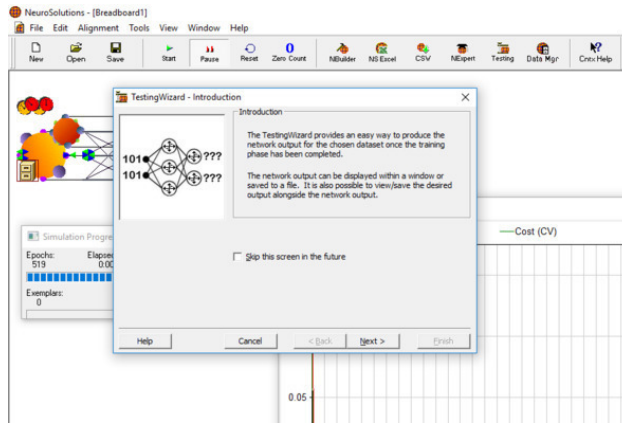 NeuroSolutions - [Breadboard1]
File Edit Alignment Tools View Window Help
New Open Save Start Pause Reset Zero Count NBuilder NS Excel CSV NExpert Testing Data Mgr Cntx Help
TestingWizard - Introduction
Introduction
The TestingWizard provides an easy way to produce the
network output for the chosen dataset once the training
phase has been completed.
The network output can be displayed within a window or
saved to a file. It is also possible to view/save the desired
output alongside the network output.
101 ???
101 ???
Skip this screen in the future
Help Cancel < Back Next > Finish
Simulation Progre
Epochs: Elapse
519 0:00
Exemplars:
0
Cost (CV)
0.05